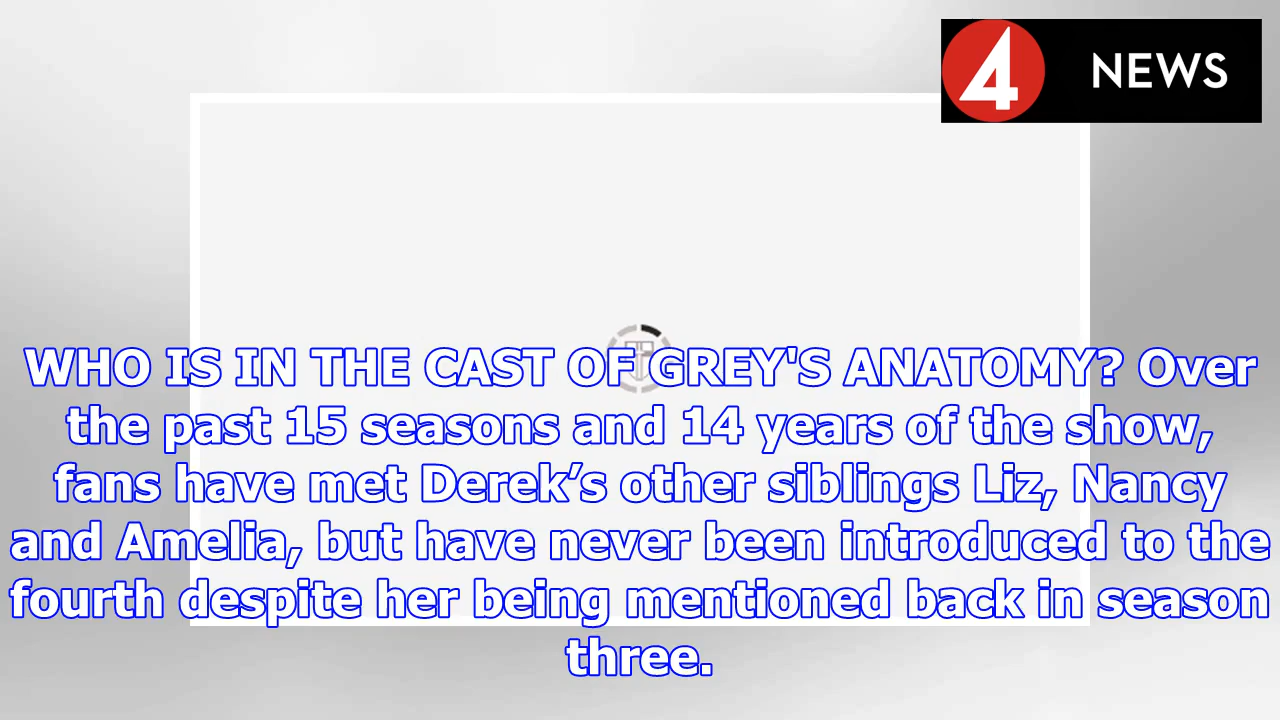 4 NEWS
WHO IS IN THE CAST OF GREY'S ANATOMY? Over
the past 15 seasons and 14 years of the show,
fans have met Derek’s other siblings Liz, Nancy
and Amelia, but have never been introduced to the
fourth despite her being mentioned back in season
three.